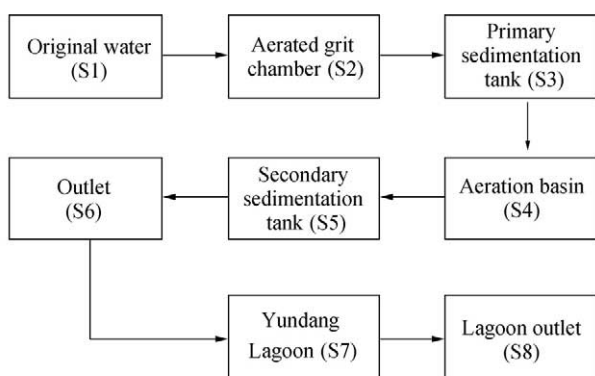 Original water
(S1)
Aerated grit
chamber (S2)
Primary
sedimentation
tank (S3)
Aeration basin
(S4)
Secondary
sedimentation
tank (S5)
Outlet
(S6)
Yundang
Lagoon (S7)
Lagoon outlet
(S8)